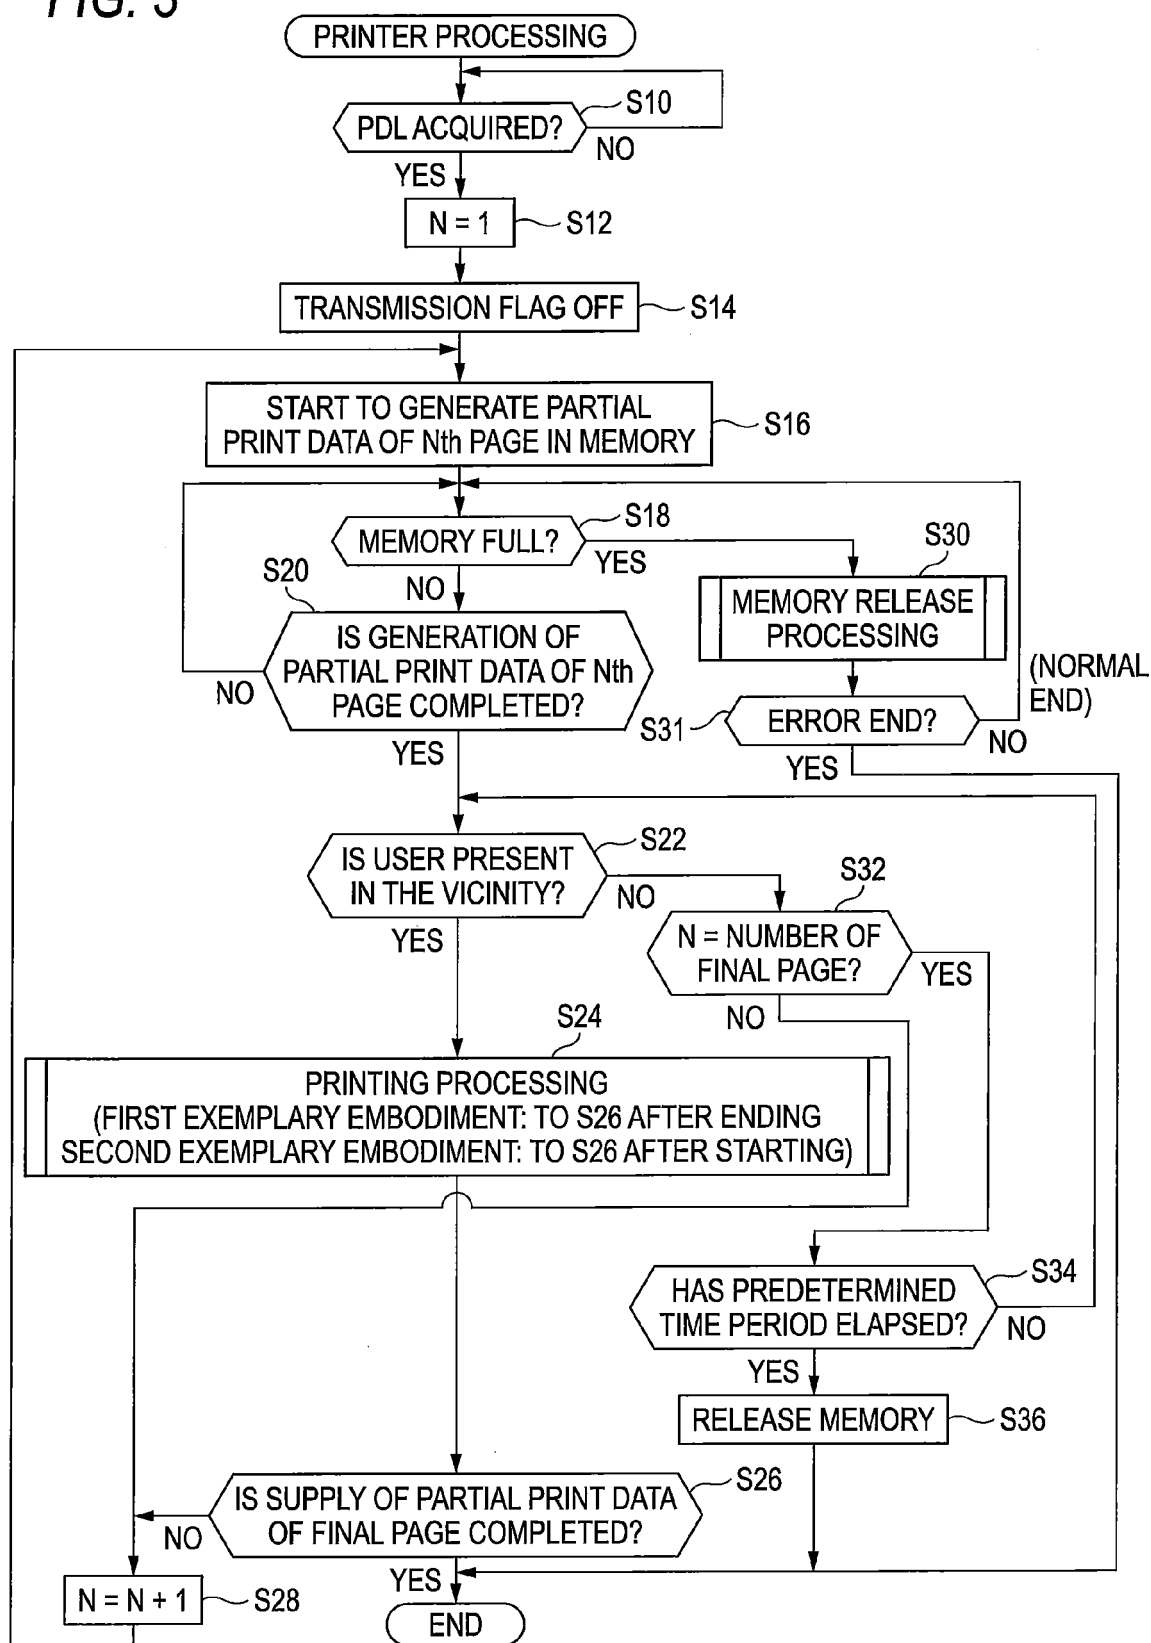 FIG. 3
PRINTER PROCESSING
S10
PDL ACQUIRED?
NO
YES
N = 1
S12
TRANSMISSION FLAG OFF
S14
START TO GENERATE PARTIAL
PRINT DATA OF Nth PAGE IN MEMORY
S16
S18
MEMORY FULL?
YES
NO
S30
MEMORY RELEASE
PROCESSING
S20
IS GENERATION OF
PARTIAL PRINT DATA OF Nth
PAGE COMPLETED?
NO
YES
(NORMAL
END)
S31
ERROR END?
NO
YES
S22
IS USER PRESENT
IN THE VICINITY?
NO
YES
S32
N = NUMBER OF
FINAL PAGE?
YES
NO
S24
PRINTING PROCESSING
(FIRST EXEMPLARY EMBODIMENT: TO S26 AFTER ENDING
SECOND EXEMPLARY EMBODIMENT: TO S26 AFTER STARTING)
S34
HAS PREDETERMINED
TIME PERIOD ELAPSED?
NO
YES
RELEASE MEMORY
S36
S26
IS SUPPLY OF PARTIAL PRINT DATA
OF FINAL PAGE COMPLETED?
NO
YES
N = N + 1
S28
END